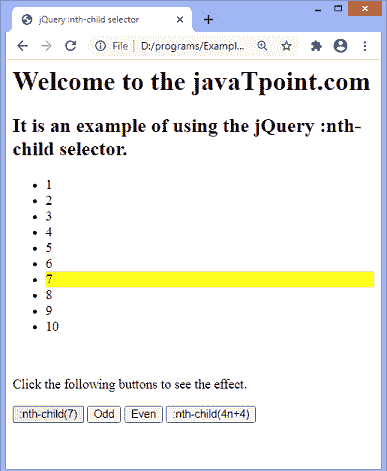 jQuery :nth-child selector
File | D:/programs/Exampl...
Welcome to the javaTpoint.com
It is an example of using the jQuery :nth-
child selector.
1
2
3
4
5
6
7
8
9
10
Click the following buttons to see the effect.
:nth-child(7) Odd Even :nth-child(4n+4)